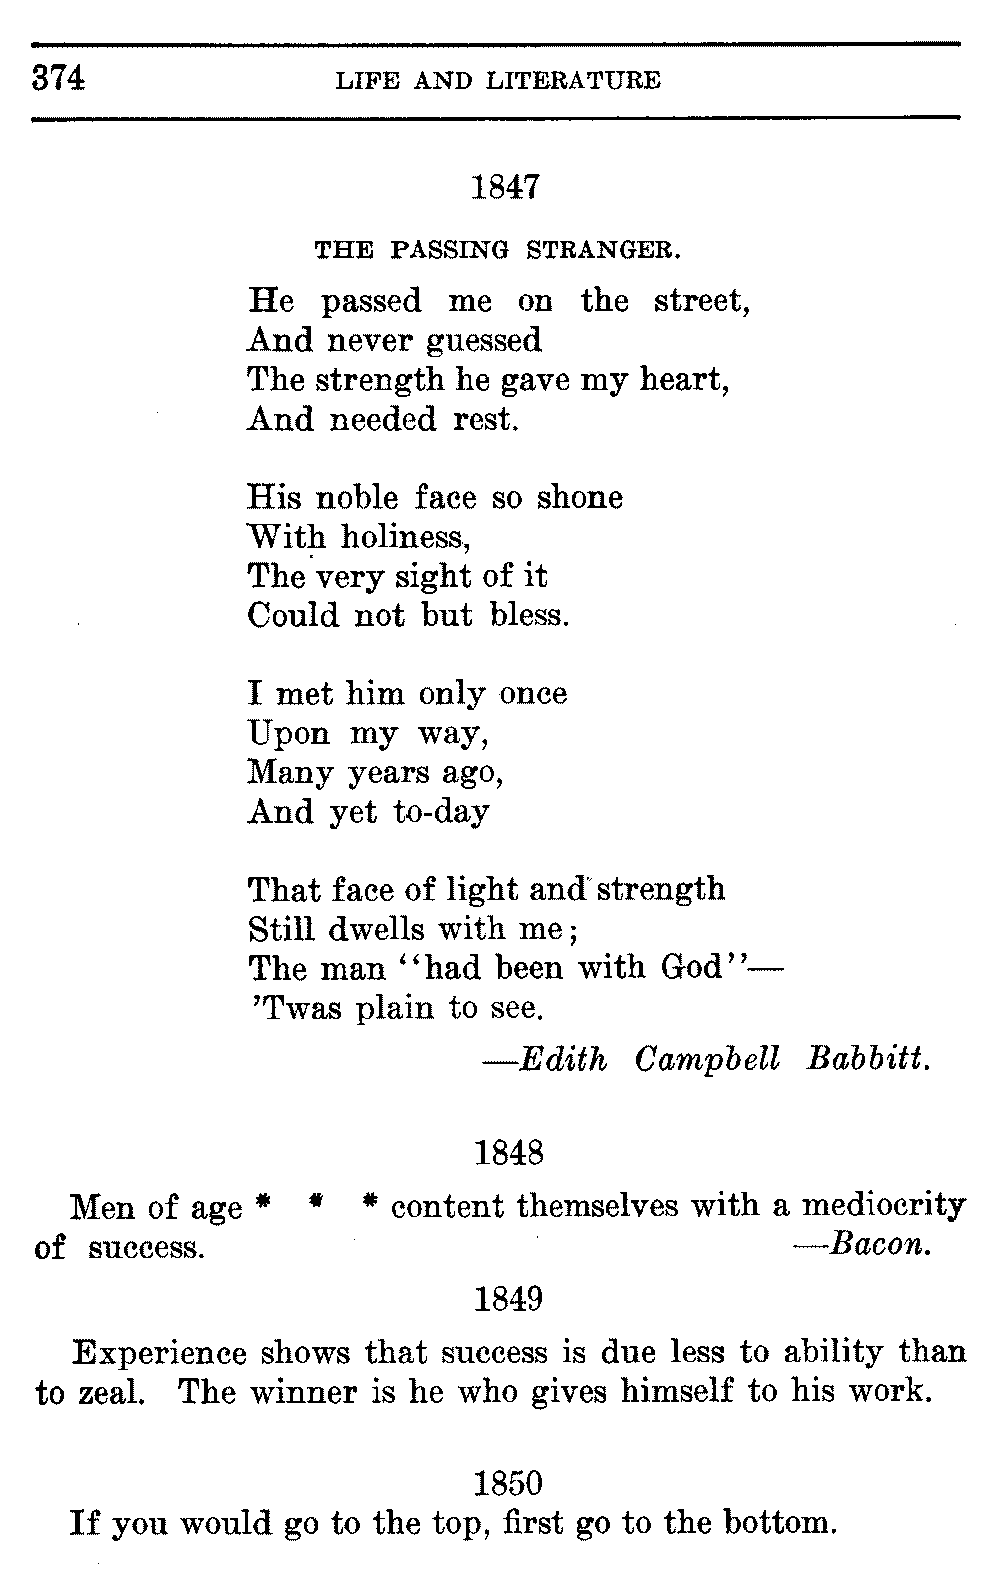 374 LIFE AND LITERATURE
1847
THE PASSING STRANGER.
He passed me on the street,
And never guessed
The strength he gave my heart,
And needed rest.
His noble face so shone
With holiness,
The very sight of it
Could not but bless.
I met him only once
Upon my way,
Many years ago,
And yet to-day
That face of light and strength
Still dwells with me;
The man ‘‘had been with God’’—
’Twas plain to see.
—Edith Campbell Babbitt.
1848
Men of age * * * content themselves with a mediocrity
of success. —Bacon.
1849
Experience shows that success is due less to ability than
to zeal. The winner is he who gives himself to his work.
1850
If you would go to the top, first go to the bottom.